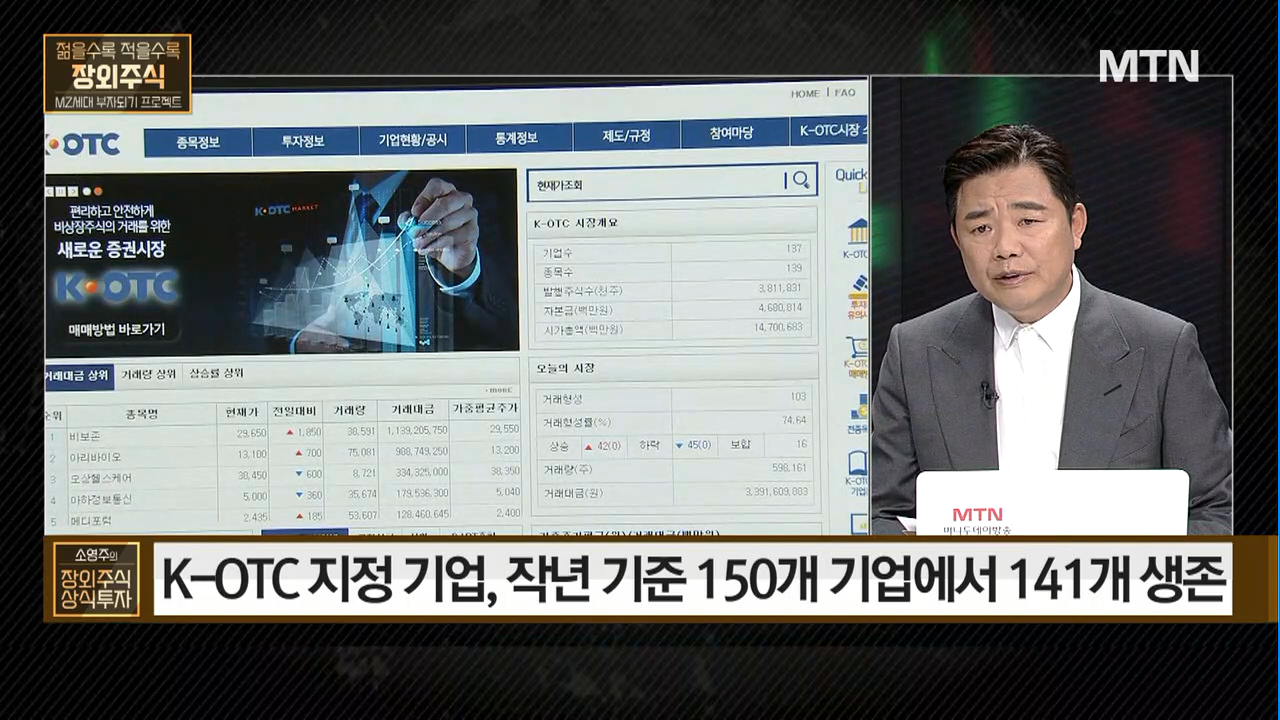 젊을수록 적을수록
장외주식
MZ세대 부자되기 프로젝트
MTN
HOME | FAQ
K-OTC
종목정보 투자정보 기업현황/공시 통계정보 제도/규정 참여마당 K-OTC시장
편리하고 안전하게
비상장주식의 거래를 위한
새로운 증권시장
K-OTC
매매방법 바로가기
K-OTC MARKET
현재가조회
Quick
K-OTC 시장개요
기업수 137
종목수 139
발행주식수(천주) 3,811,831
자본금(백만원) 4,680,814
시가총액(백만원) 14,700,683
오늘의 시장
거래형성 103
거래형성률(%) 74.64
상승 ▲ 42(0) 하락 ▼ 45(0) 보합 16
거래량(주) 598,161
거래대금(원) 3,391,609,883
거래대금 상위 거래량 상위 상승률 상위
more
순위 종목명 현재가 전일대비 거래량 거래대금 가중평균주가
1 비보존 29,650 ▲ 1,850 38,591 1,139,205,750 29,550
2 아리바이오 13,100 ▲ 700 75,081 988,749,250 13,200
3 오상헬스케어 38,450 ▼ 600 8,721 334,325,000 38,350
4 아하정보통신 5,000 ▼ 360 35,674 179,536,300 5,040
5 메디포럼 2,435 ▲ 185 53,607 128,460,645 2,400
MTN
머니투데이방송
소영주의
장외주식
상식투자
K-OTC 지정 기업, 작년 기준 150개 기업에서 141개 생존